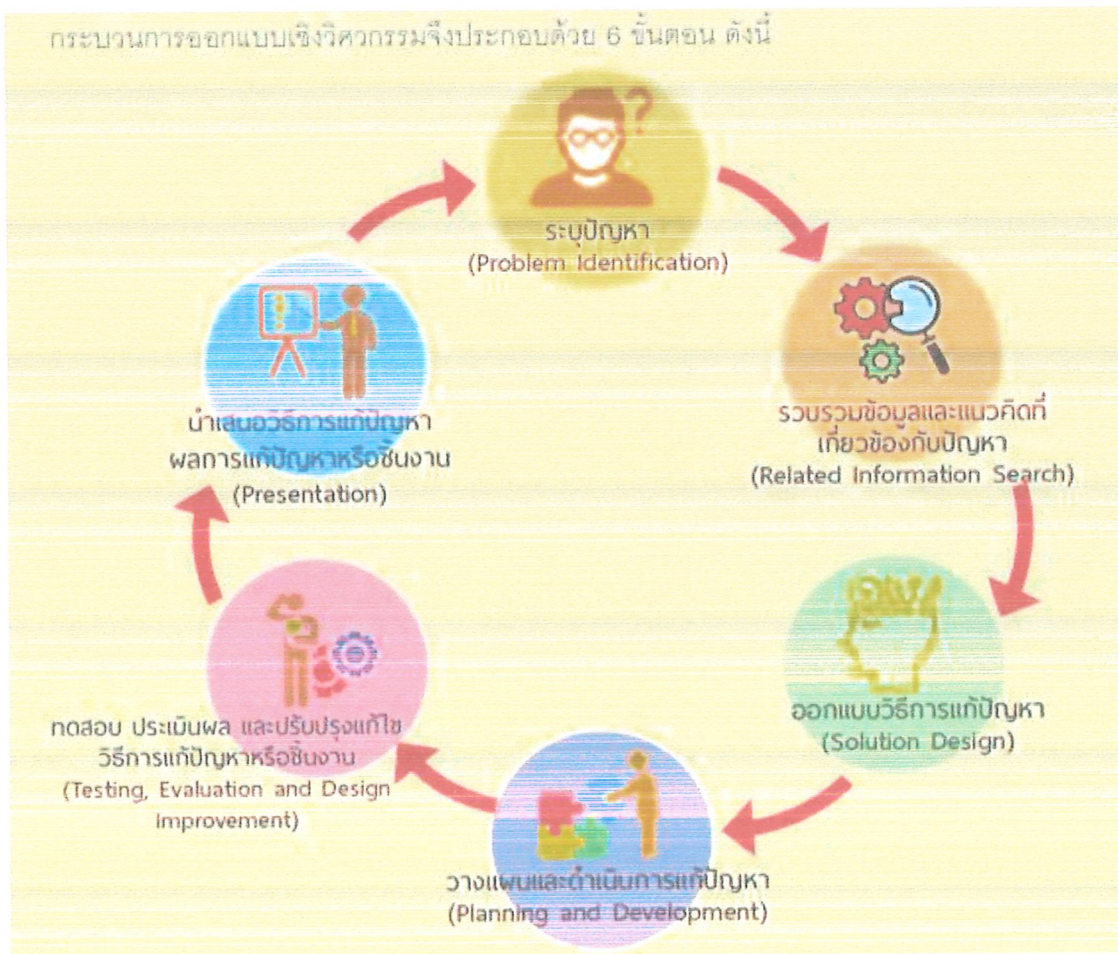 กระบวนการออกแบบเชิงวิศวกรรมจึงประกอบด้วย 6 ขั้นตอน ดังนี้
?
ระบุปัญหา
(Problem Identification)
รวบรวมข้อมูลและแนวคิดที่
เกี่ยวข้องกับปัญหา
(Related Information Search)
ออกแบบวิธีการแก้ปัญหา
(Solution Design)
วางแผนและดำเนินการแก้ปัญหา
(Planning and Development)
ทดสอบ ประเมินผล และปรับปรุงแก้ไข
วิธีการแก้ปัญหาหรือชิ้นงาน
(Testing, Evaluation and Design
Improvement)
นำเสนอวิธีการแก้ปัญหา
ผลการแก้ปัญหาหรือชิ้นงาน
(Presentation)